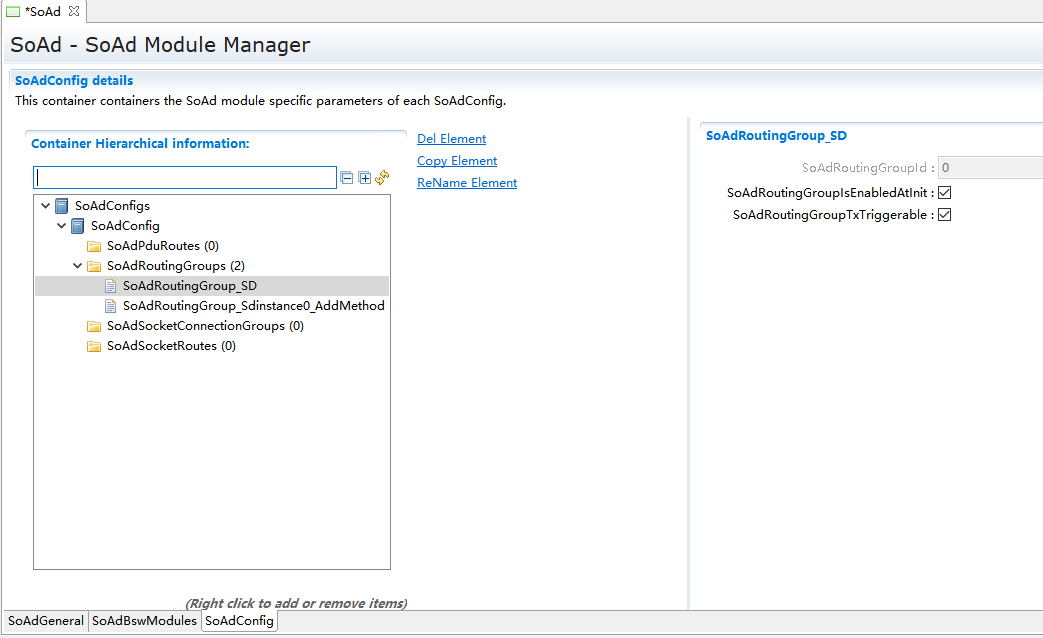 *SoAd
SoAd - SoAd Module Manager
SoAdConfig details
This container containers the SoAd module specific parameters of each SoAdConfig.
Container Hierarchical information:
Del Element
Copy Element
ReName Element
SoAdConfigs
SoAdConfig
SoAdPduRoutes (0)
SoAdRoutingGroups (2)
SoAdRoutingGroup_SD
SoAdRoutingGroup_Sdinstance0_AddMethod
SoAdSocketConnectionGroups (0)
SoAdSocketRoutes (0)
(Right click to add or remove items)
SoAdRoutingGroup_SD
SoAdRoutingGroupId : 0
SoAdRoutingGroupIsEnabledAtInit :
SoAdRoutingGroupTxTriggerable :
SoAdGeneral SoAdBswModules SoAdConfig